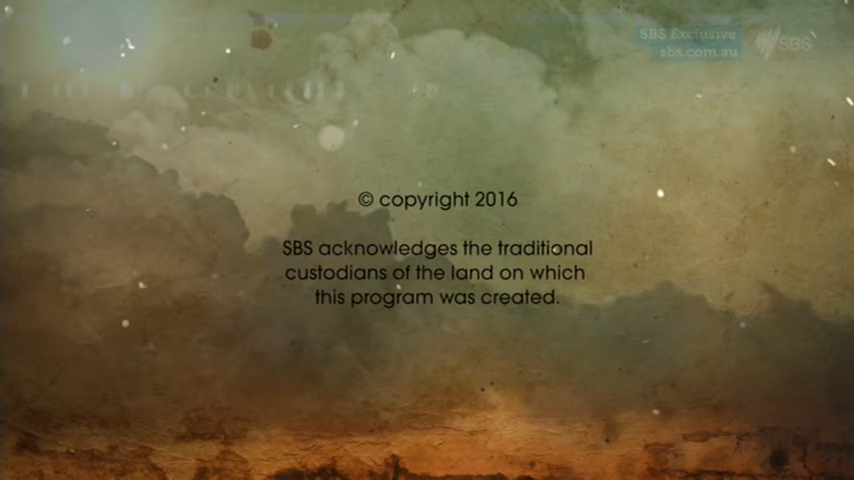 SBS Exclusive
sbs.com.au
SBS
© copyright 2016
SBS acknowledges the traditional
custodians of the land on which
this program was created.